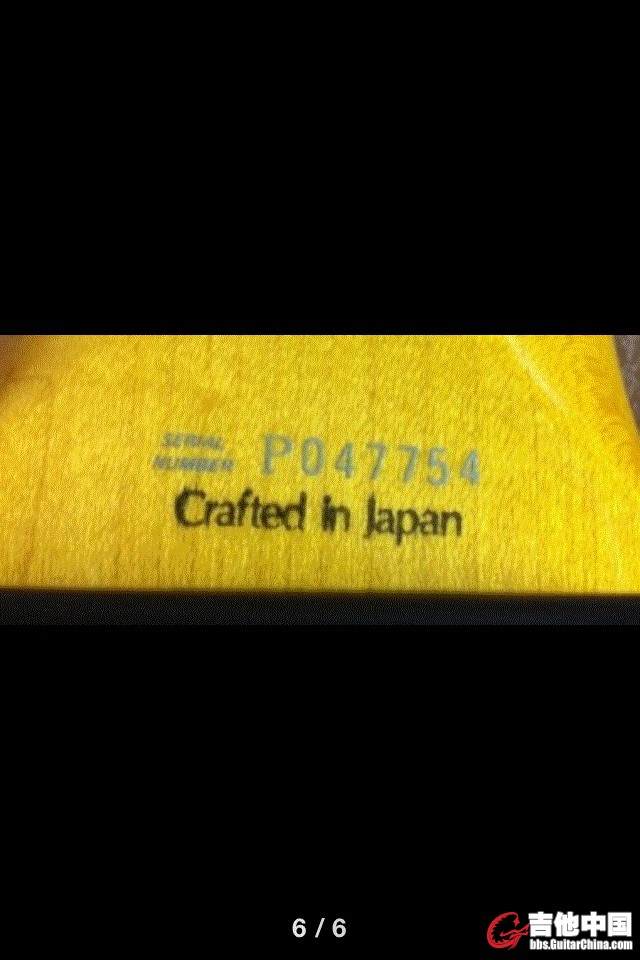 SERIAL
NUMBER P047754
Crafted in Japan
6 / 6
吉他中国
bbs.GuitarChina.com